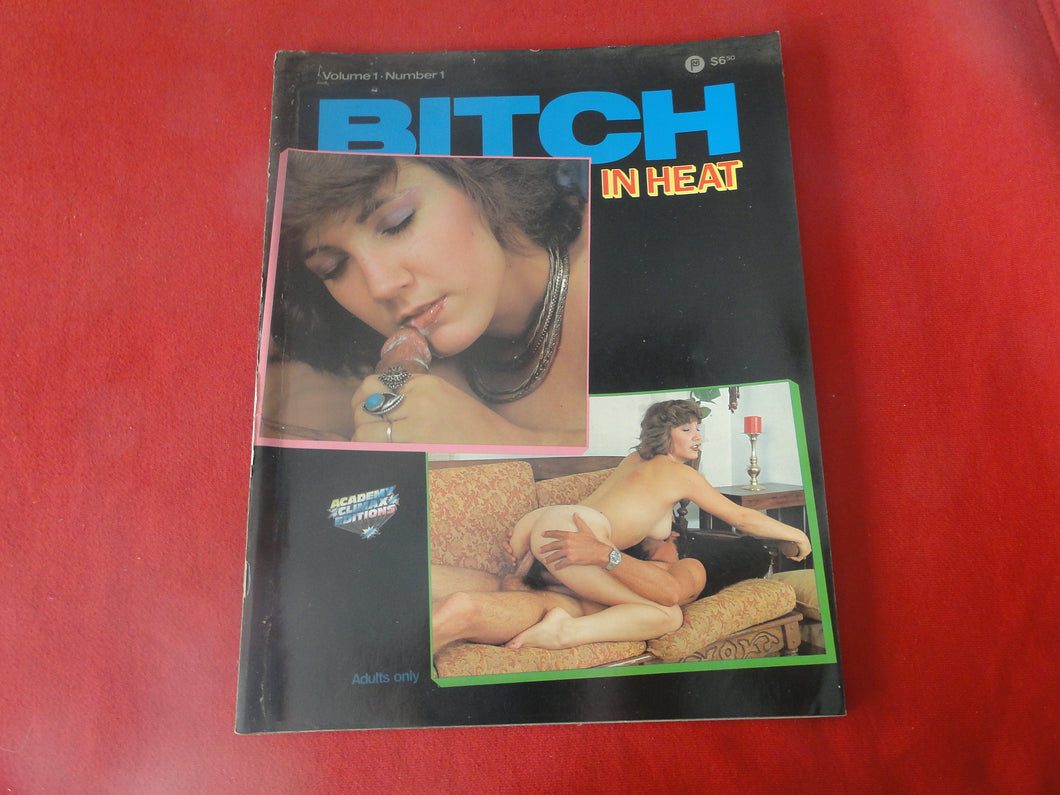 Volume 1 · Number 1
P $6.50
BITCH
IN HEAT
ACADEMY
CLIMAX
EDITIONS
Adults only